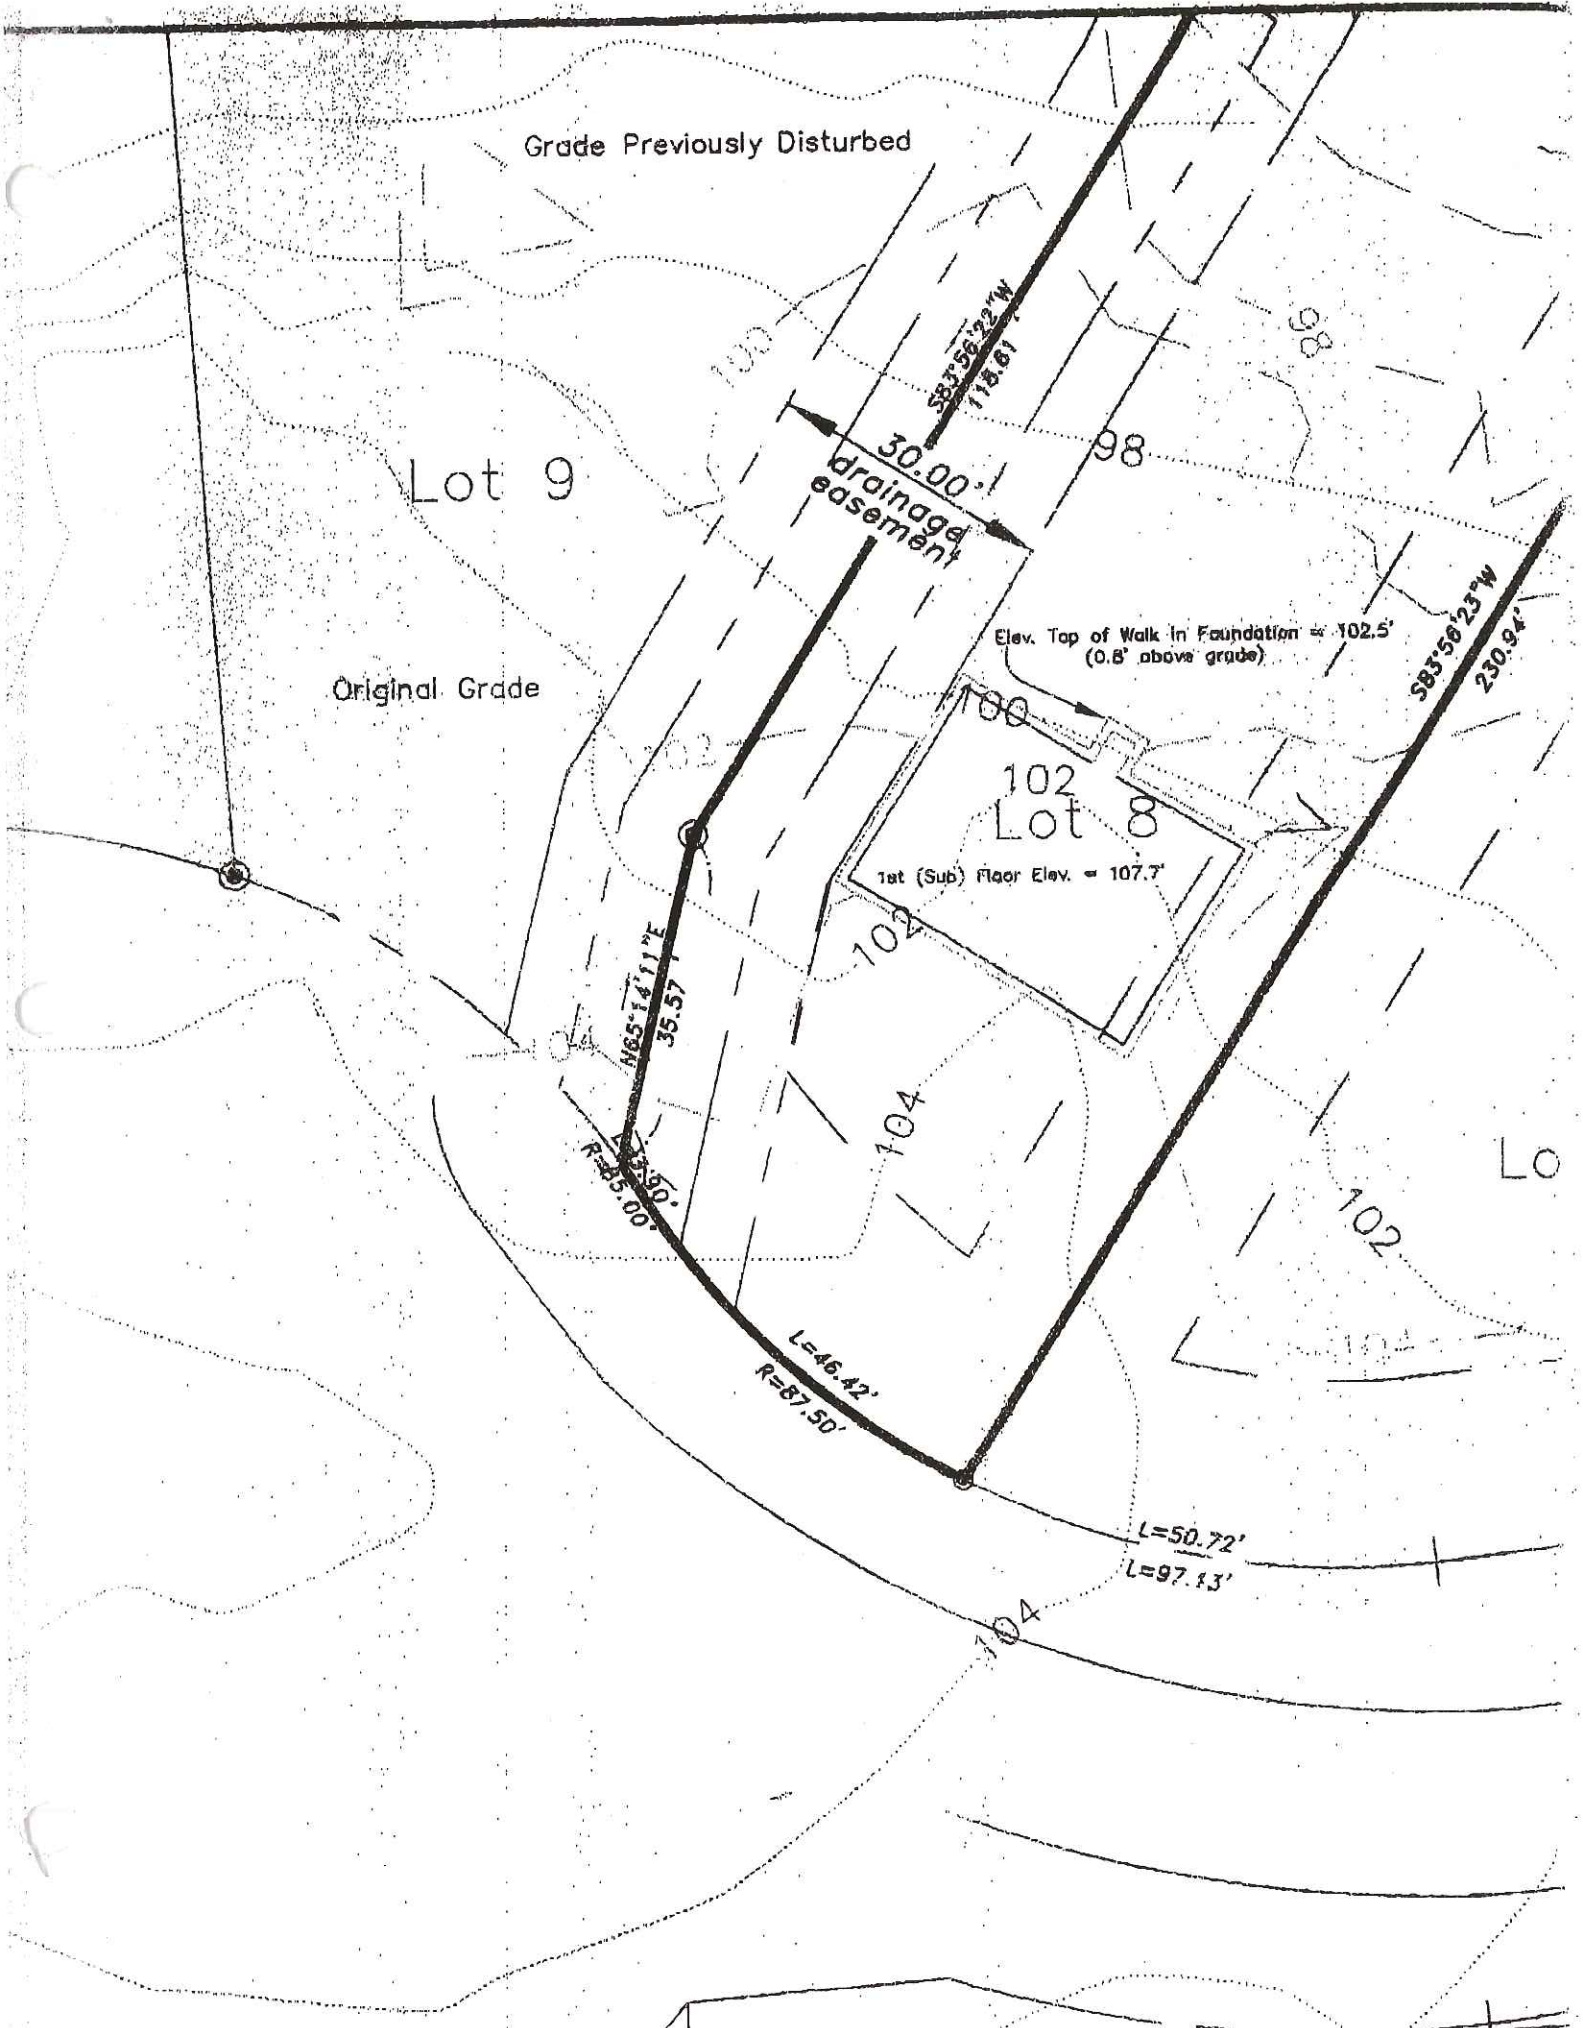 Grade Previously Disturbed
98
100
S83°56'22"W
118.61
98
30.00'
drainage
easement
Lot 9
Elev. Top of Walk in Foundation = 102.5'
(0.8' above grade)
S83°56'23"W
230.94'
Original Grade
100
102
102
Lot 8
1st (Sub) Floor Elev. = 107.7'
102
N65°14'11"E
35.57
104
104
R=85.00'
Lo
102
104
L=46.42'
R=87.50'
L=50.72'
L=97.13'
104